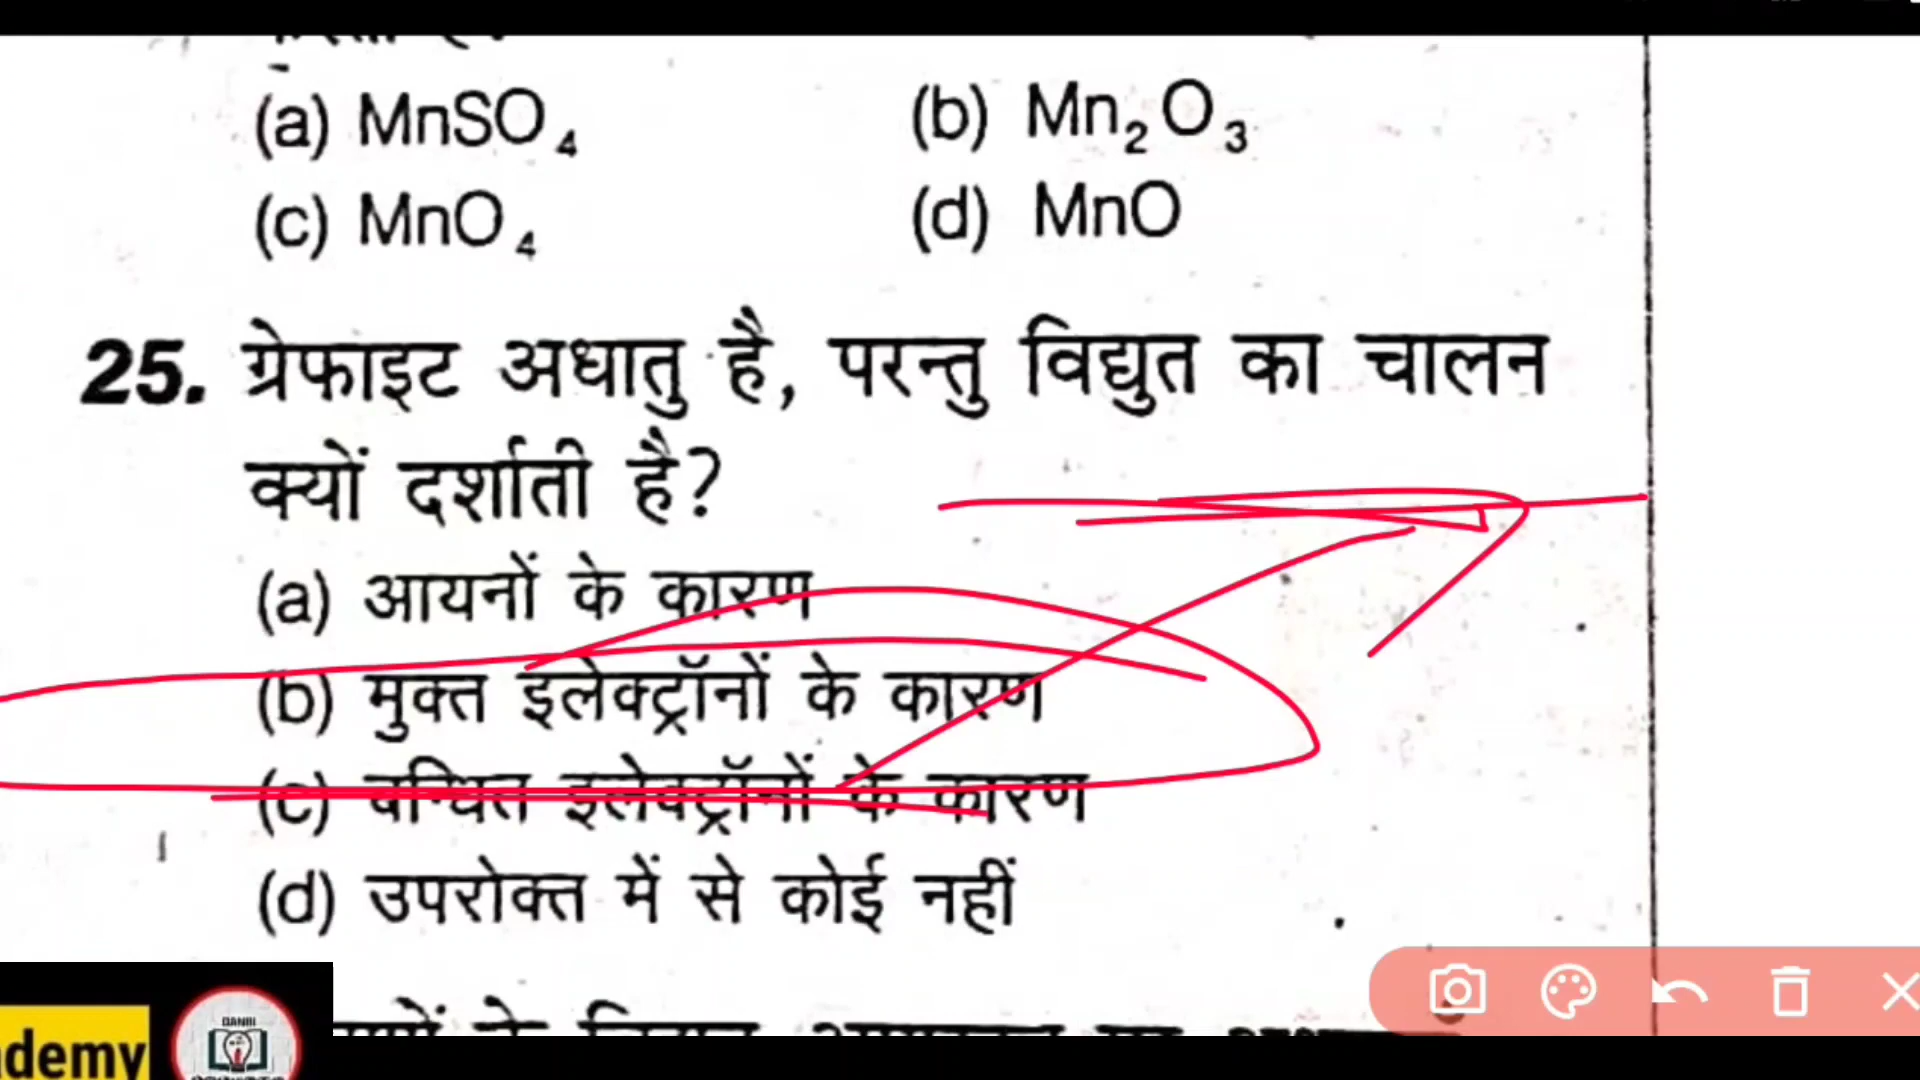 (a) MnSO₄ (b) Mn₂O₃
(c) MnO₄ (d) MnO
25. ग्रेफाइट अधातु है, परन्तु विद्युत का चालन
क्यों दर्शाती है?
(a) आयनों के कारण
(b) मुक्त इलेक्ट्रॉनों के कारण
(c) बन्धित इलेक्ट्रॉनों के कारण
(d) उपरोक्त में से कोई नहीं
ademy